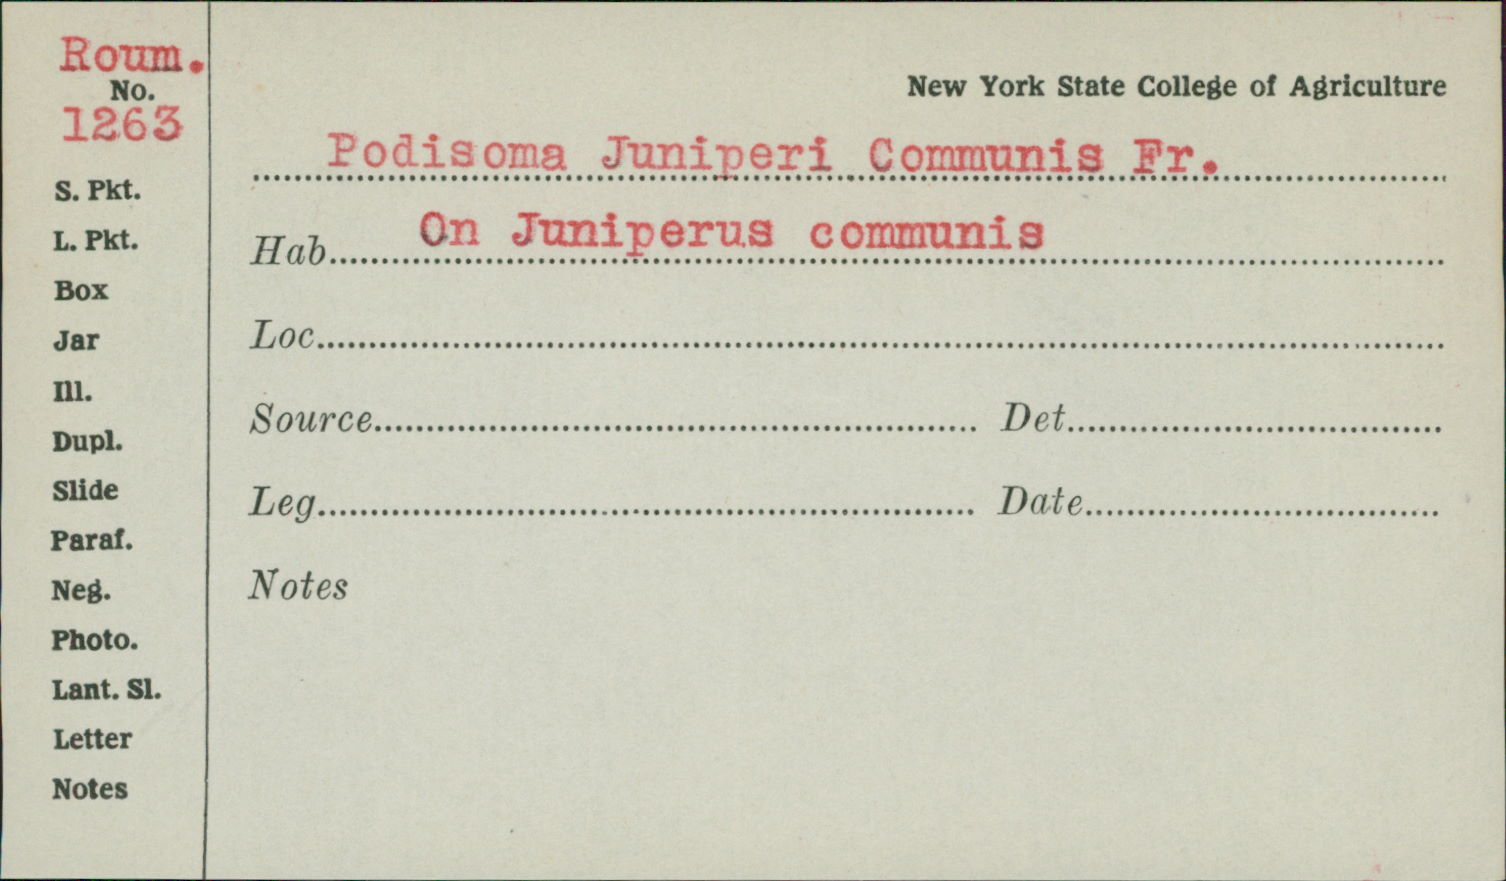 Roum.
No.
1263
S. Pkt.
L. Pkt.
Box
Jar
Ill.
Dupl.
Slide
Paraf.
Neg.
Photo.
Lant. Sl.
Letter
Notes
New York State College of Agriculture
Podisoma Juniperi Communis Fr.
Hab. On Juniperus communis
Loc.
Source Det.
Leg. Date
Notes